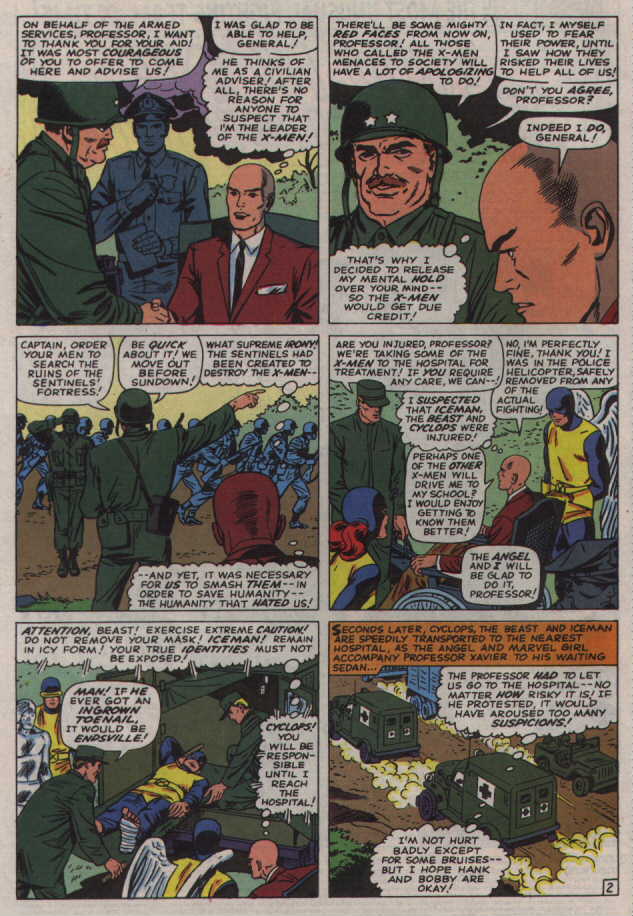 ON BEHALF OF THE ARMED
SERVICES, PROFESSOR, I WANT
TO THANK YOU FOR YOUR AID!
IT WAS MOST COURAGEOUS
OF YOU TO OFFER TO COME
HERE AND ADVISE US!
I WAS GLAD TO BE
ABLE TO HELP,
GENERAL!
HE THINKS OF
ME AS A CIVILIAN
ADVISER! AFTER
ALL, THERE'S NO
REASON FOR
ANYONE TO
SUSPECT THAT
I'M THE LEADER
OF THE X-MEN!
THERE'LL BE SOME MIGHTY
RED FACES FROM NOW ON,
PROFESSOR! ALL THOSE
WHO CALLED THE X-MEN
MENACES TO SOCIETY WILL
HAVE A LOT OF APOLOGIZING
TO DO!
IN FACT, I MYSELF
USED TO FEAR
THEIR POWER, UNTIL
I SAW HOW THEY
RISKED THEIR LIVES
TO HELP ALL OF US!
DON'T YOU AGREE,
PROFESSOR?
INDEED I DO,
GENERAL!
THAT'S WHY I
DECIDED TO RELEASE
MY MENTAL HOLD
OVER YOUR MIND--
SO THE X-MEN
WOULD GET DUE
CREDIT!
CAPTAIN, ORDER
YOUR MEN TO
SEARCH THE
RUINS OF THE
SENTINELS'
FORTRESS!
BE QUICK
ABOUT IT! WE
MOVE OUT
BEFORE
SUNDOWN!
WHAT SUPREME IRONY!
THE SENTINELS HAD
BEEN CREATED TO
DESTROY THE X-MEN--
--AND YET, IT WAS NECESSARY
FOR US TO SMASH THEM--IN
ORDER TO SAVE HUMANITY--
THE HUMANITY THAT HATED US!
ARE YOU INJURED, PROFESSOR?
WE'RE TAKING SOME OF THE
X-MEN TO THE HOSPITAL FOR
TREATMENT! IF YOU REQUIRE
ANY CARE, WE CAN--
NO, I'M PERFECTLY
FINE, THANK YOU! I
WAS IN THE POLICE
HELICOPTER, SAFELY
REMOVED FROM ANY
OF THE
ACTUAL
FIGHTING!
I SUSPECTED
THAT ICEMAN,
THE BEAST AND
CYCLOPS WERE
INJURED!
PERHAPS ONE
OF THE OTHER
X-MEN WILL
DRIVE ME TO
MY SCHOOL?
I WOULD ENJOY
GETTING TO
KNOW THEM
BETTER!
THE ANGEL
AND I WILL
BE GLAD TO
DO IT,
PROFESSOR!
ATTENTION, BEAST! EXERCISE EXTREME CAUTION!
DO NOT REMOVE YOUR MASK! ICEMAN! REMAIN
IN ICY FORM! YOUR TRUE IDENTITIES MUST NOT
BE EXPOSED!
MAN! IF HE
EVER GOT AN
INGROWN
TOENAIL,
IT WOULD BE
ENDSVILLE!
CYCLOPS!
YOU
WILL BE
RESPON-
SIBLE
UNTIL I
REACH
THE
HOSPITAL!
SECONDS LATER, CYCLOPS, THE BEAST AND ICEMAN
ARE SPEEDILY TRANSPORTED TO THE NEAREST
HOSPITAL, AS THE ANGEL AND MARVEL GIRL
ACCOMPANY PROFESSOR XAVIER TO HIS WAITING
SEDAN...
THE PROFESSOR HAD TO LET
US GO TO THE HOSPITAL--NO
MATTER HOW RISKY IT IS! IF
HE PROTESTED, IT WOULD
HAVE AROUSED TOO MANY
SUSPICIONS!
I'M NOT HURT
BADLY EXCEPT
FOR SOME BRUISES--
BUT I HOPE HANK
AND BOBBY ARE
OKAY!
2